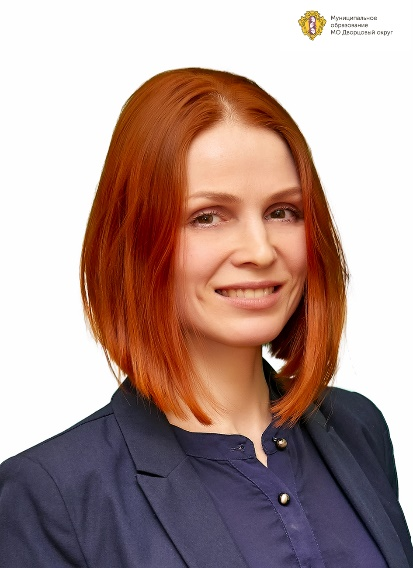 Муниципальное
образование
МО Дворцовый округ